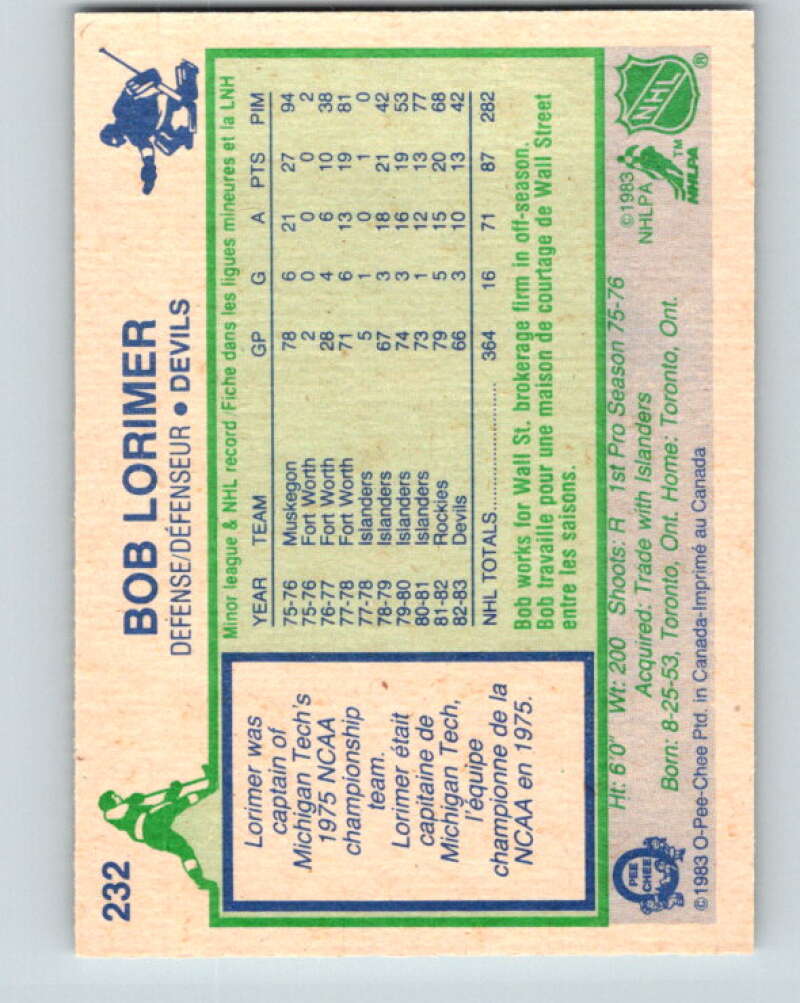 232
BOB LORIMER
DEFENSE/DÉFENSEUR • DEVILS
Lorimer was
captain of
Michigan Tech's
1975 NCAA
championship
team.
Lorimer était
capitaine de
Michigan Tech,
l'équipe
championne de la
NCAA en 1975.
Minor league & NHL record/Fiche dans les ligues mineures et la LNH
YEAR TEAM GP G A PTS PIM
75-76 Muskegon 78 6 21 27 94
75-76 Fort Worth 2 0 0 0 2
76-77 Fort Worth 28 4 6 10 38
77-78 Fort Worth 71 6 13 19 81
77-78 Islanders 5 1 0 1 0
78-79 Islanders 67 3 18 21 42
79-80 Islanders 74 3 16 19 53
80-81 Islanders 73 1 12 13 77
81-82 Rockies 79 5 15 20 68
82-83 Devils 66 3 10 13 42
NHL TOTALS.................. 364 16 71 87 282
Bob works for Wall St. brokerage firm in off-season.
Bob travaille pour une maison de courtage de Wall Street
entre les saisons.
Ht: 6'0" Wt: 200 Shoots: R 1st Pro Season 75-76
Acquired: Trade with Islanders
Born: 8-25-53, Toronto, Ont. Home: Toronto, Ont.
©1983 O-Pee-Chee Ptd. in Canada-Imprimé au Canada
O
PEE
CHEE
©1983
NHLPA
NHLPA
TM
NHL
®